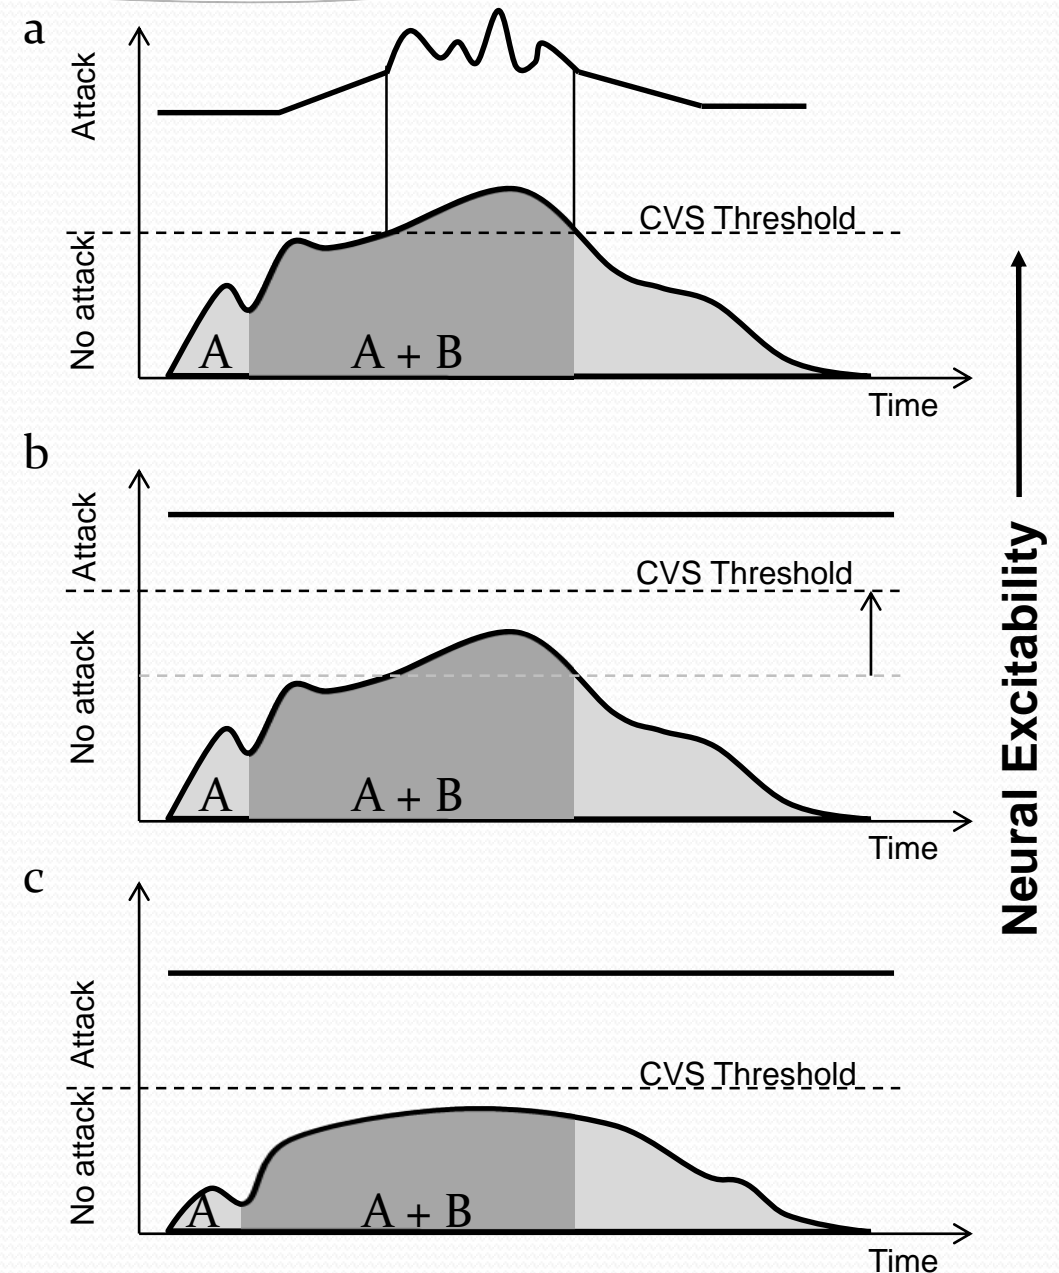 a
Attack
No attack
CVS Threshold
A
A + B
Time
b
Attack
No attack
CVS Threshold
A
A + B
Time
c
Attack
No attack
CVS Threshold
A
A + B
Time
Neural Excitability